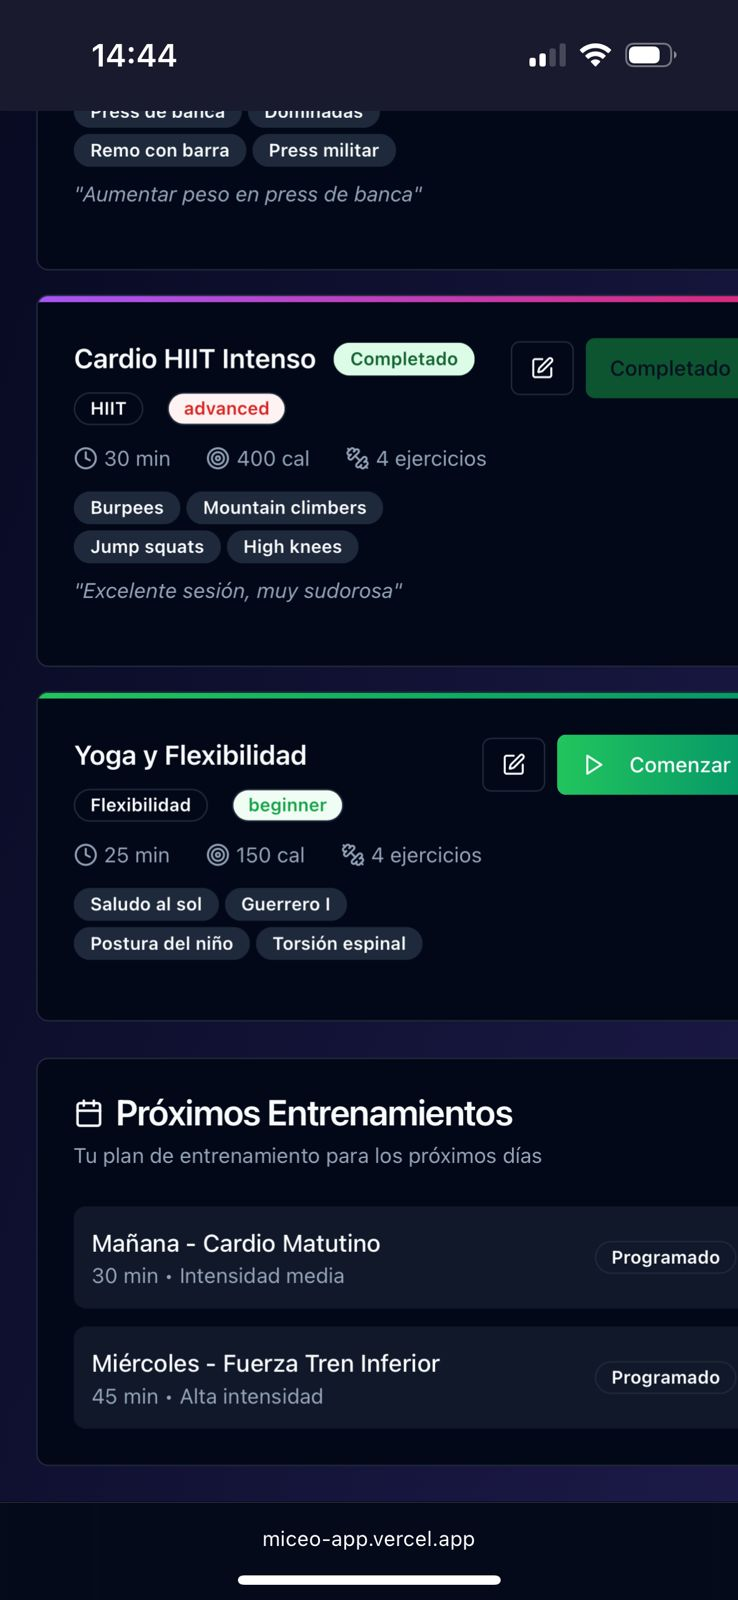 14:44
Press de banca Dominadas
Remo con barra Press militar
"Aumentar peso en press de banca"
Cardio HIIT Intenso Completado Completado
HIIT advanced
30 min 400 cal 4 ejercicios
Burpees Mountain climbers
Jump squats High knees
"Excelente sesión, muy sudorosa"
Yoga y Flexibilidad Comenzar
Flexibilidad beginner
25 min 150 cal 4 ejercicios
Saludo al sol Guerrero I
Postura del niño Torsión espinal
Próximos Entrenamientos
Tu plan de entrenamiento para los próximos días
Mañana - Cardio Matutino
30 min • Intensidad media
Programado
Miércoles - Fuerza Tren Inferior
45 min • Alta intensidad
Programado
miceo-app.vercel.app